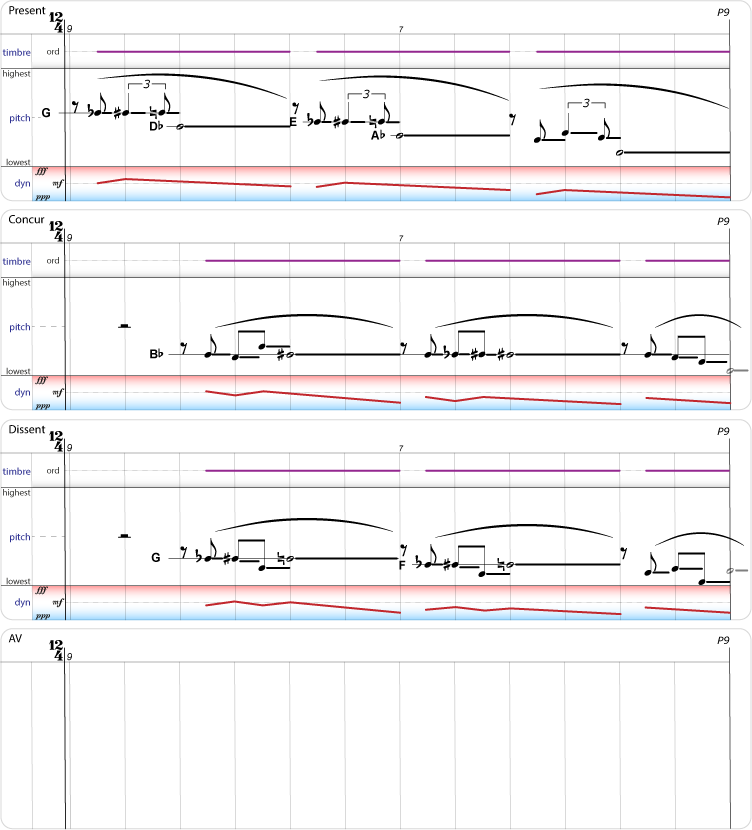 Present
P9
12
4
9
7
timbre
ord
highest
3
3
3
G
pitch
E
Db
Ab
lowest
fff
dyn
mf
ppp
Concur
P9
12
4
9
7
timbre
ord
highest
pitch
B♭
lowest
fff
dyn
mf
ppp
Dissent
P9
12
4
9
7
timbre
ord
highest
pitch
G
F
lowest
fff
dyn
mf
ppp
AV
P9
12
4
9